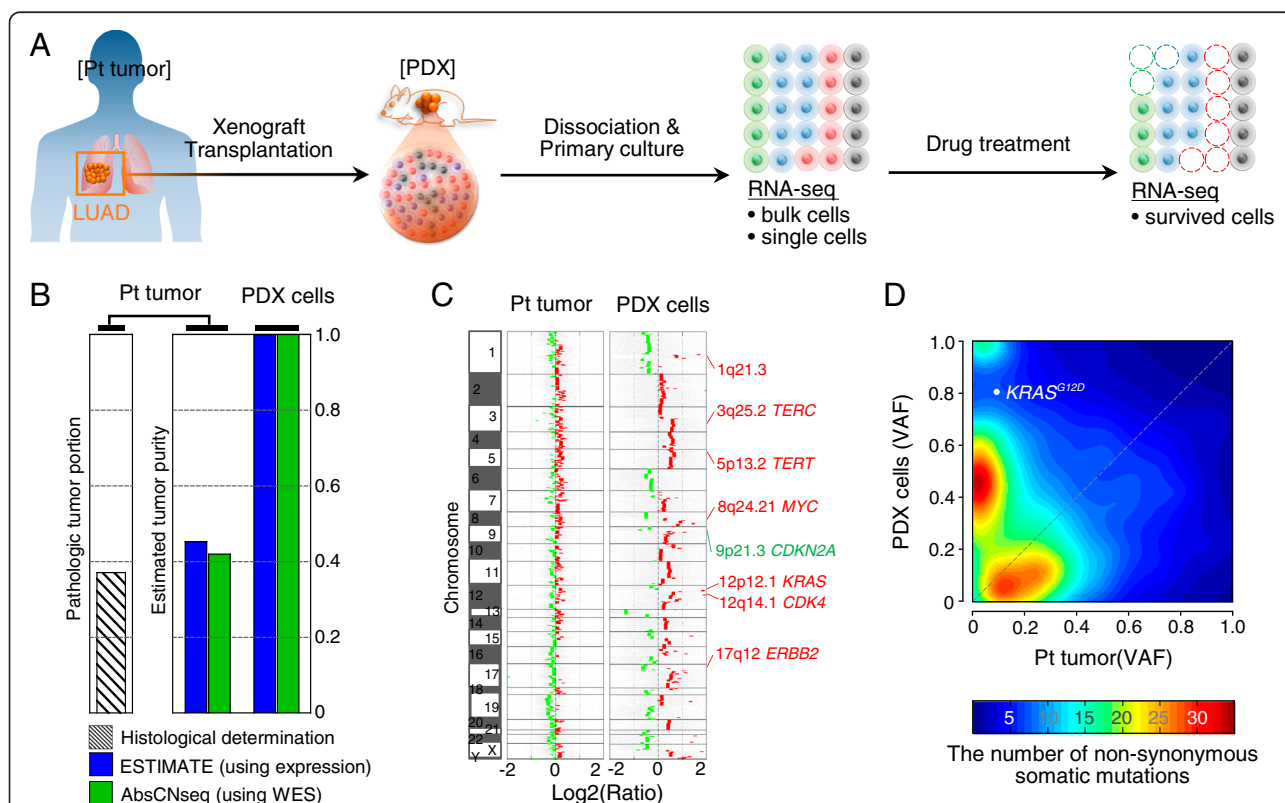 A
[Pt tumor]
LUAD
Xenograft
Transplantation
[PDX]
Dissociation &
Primary culture
RNA-seq
• bulk cells
• single cells
Drug treatment
RNA-seq
• survived cells
B
Pt tumor
PDX cells
Pathologic tumor portion
Estimated tumor purity
1.0
0.8
0.6
0.4
0.2
0
Histological determination
ESTIMATE (using expression)
AbsCNseq (using WES)
C
Pt tumor
PDX cells
Chromosome
1
2
3
4
5
6
7
8
9
10
11
12
13
14
15
16
17
18
19
20
21
22
X
Y
1q21.3
3q25.2 TERC
5p13.2 TERT
8q24.21 MYC
9p21.3 CDKN2A
12p12.1 KRAS
12q14.1 CDK4
17q12 ERBB2
-2 0 2 -2 0 2
Log2(Ratio)
D
PDX cells (VAF)
1.0
0.8
0.6
0.4
0.2
0
KRASG12D
0 0.2 0.4 0.6 0.8 1.0
Pt tumor(VAF)
5 10 15 20 25 30
The number of non-synonymous
somatic mutations